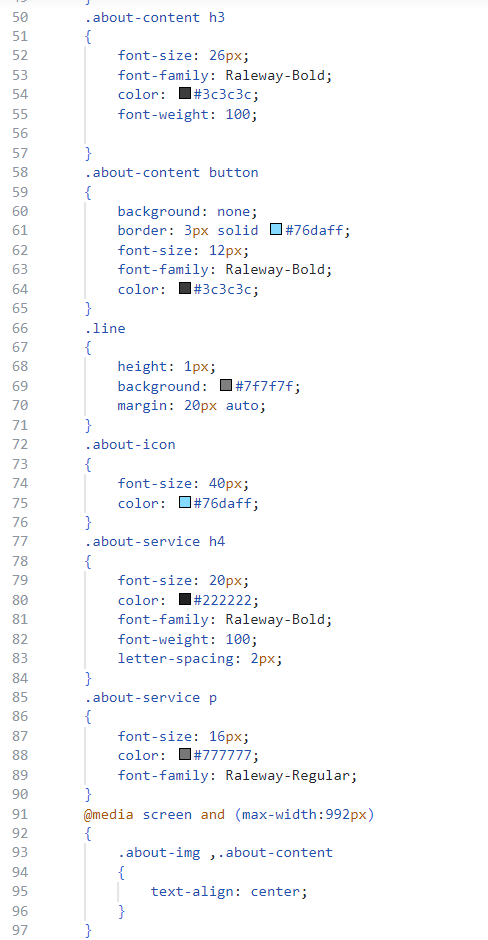 50 .about-content h3
51 {
52 font-size: 26px;
53 font-family: Raleway-Bold;
54 color: #3c3c3c;
55 font-weight: 100;
56
57 }
58 .about-content button
59 {
60 background: none;
61 border: 3px solid #76daff;
62 font-size: 12px;
63 font-family: Raleway-Bold;
64 color: #3c3c3c;
65 }
66 .line
67 {
68 height: 1px;
69 background: #7f7f7f;
70 margin: 20px auto;
71 }
72 .about-icon
73 {
74 font-size: 40px;
75 color: #76daff;
76 }
77 .about-service h4
78 {
79 font-size: 20px;
80 color: #222222;
81 font-family: Raleway-Bold;
82 font-weight: 100;
83 letter-spacing: 2px;
84 }
85 .about-service p
86 {
87 font-size: 16px;
88 color: #777777;
89 font-family: Raleway-Regular;
90 }
91 @media screen and (max-width:992px)
92 {
93 .about-img ,.about-content
94 {
95 text-align: center;
96 }
97 }